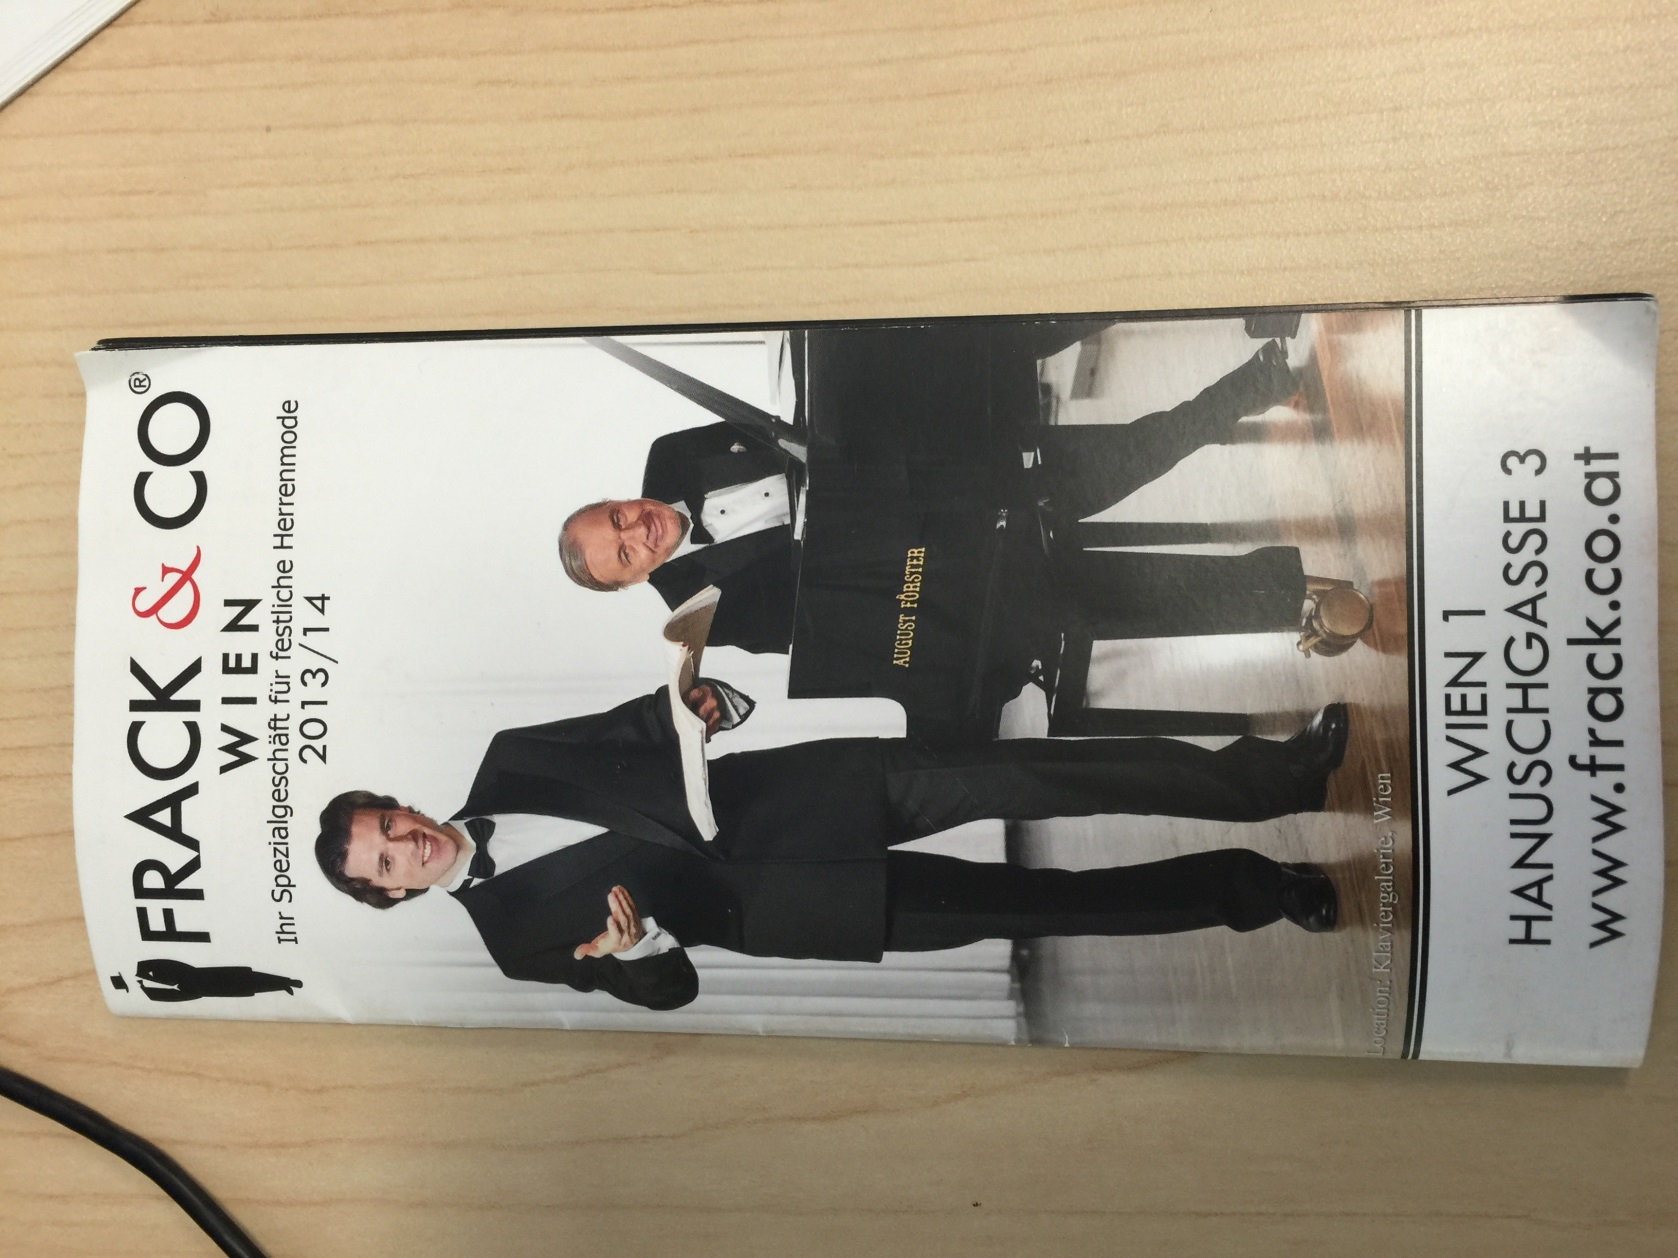 FRACK & CO®
WIEN
Ihr Spezialgeschäft für festliche Herrenmode
2013/14
AUGUST FÖRSTER
Location: Klaviergalerie, Wien
WIEN 1
HANUSCHGASSE 3
www.frack.co.at